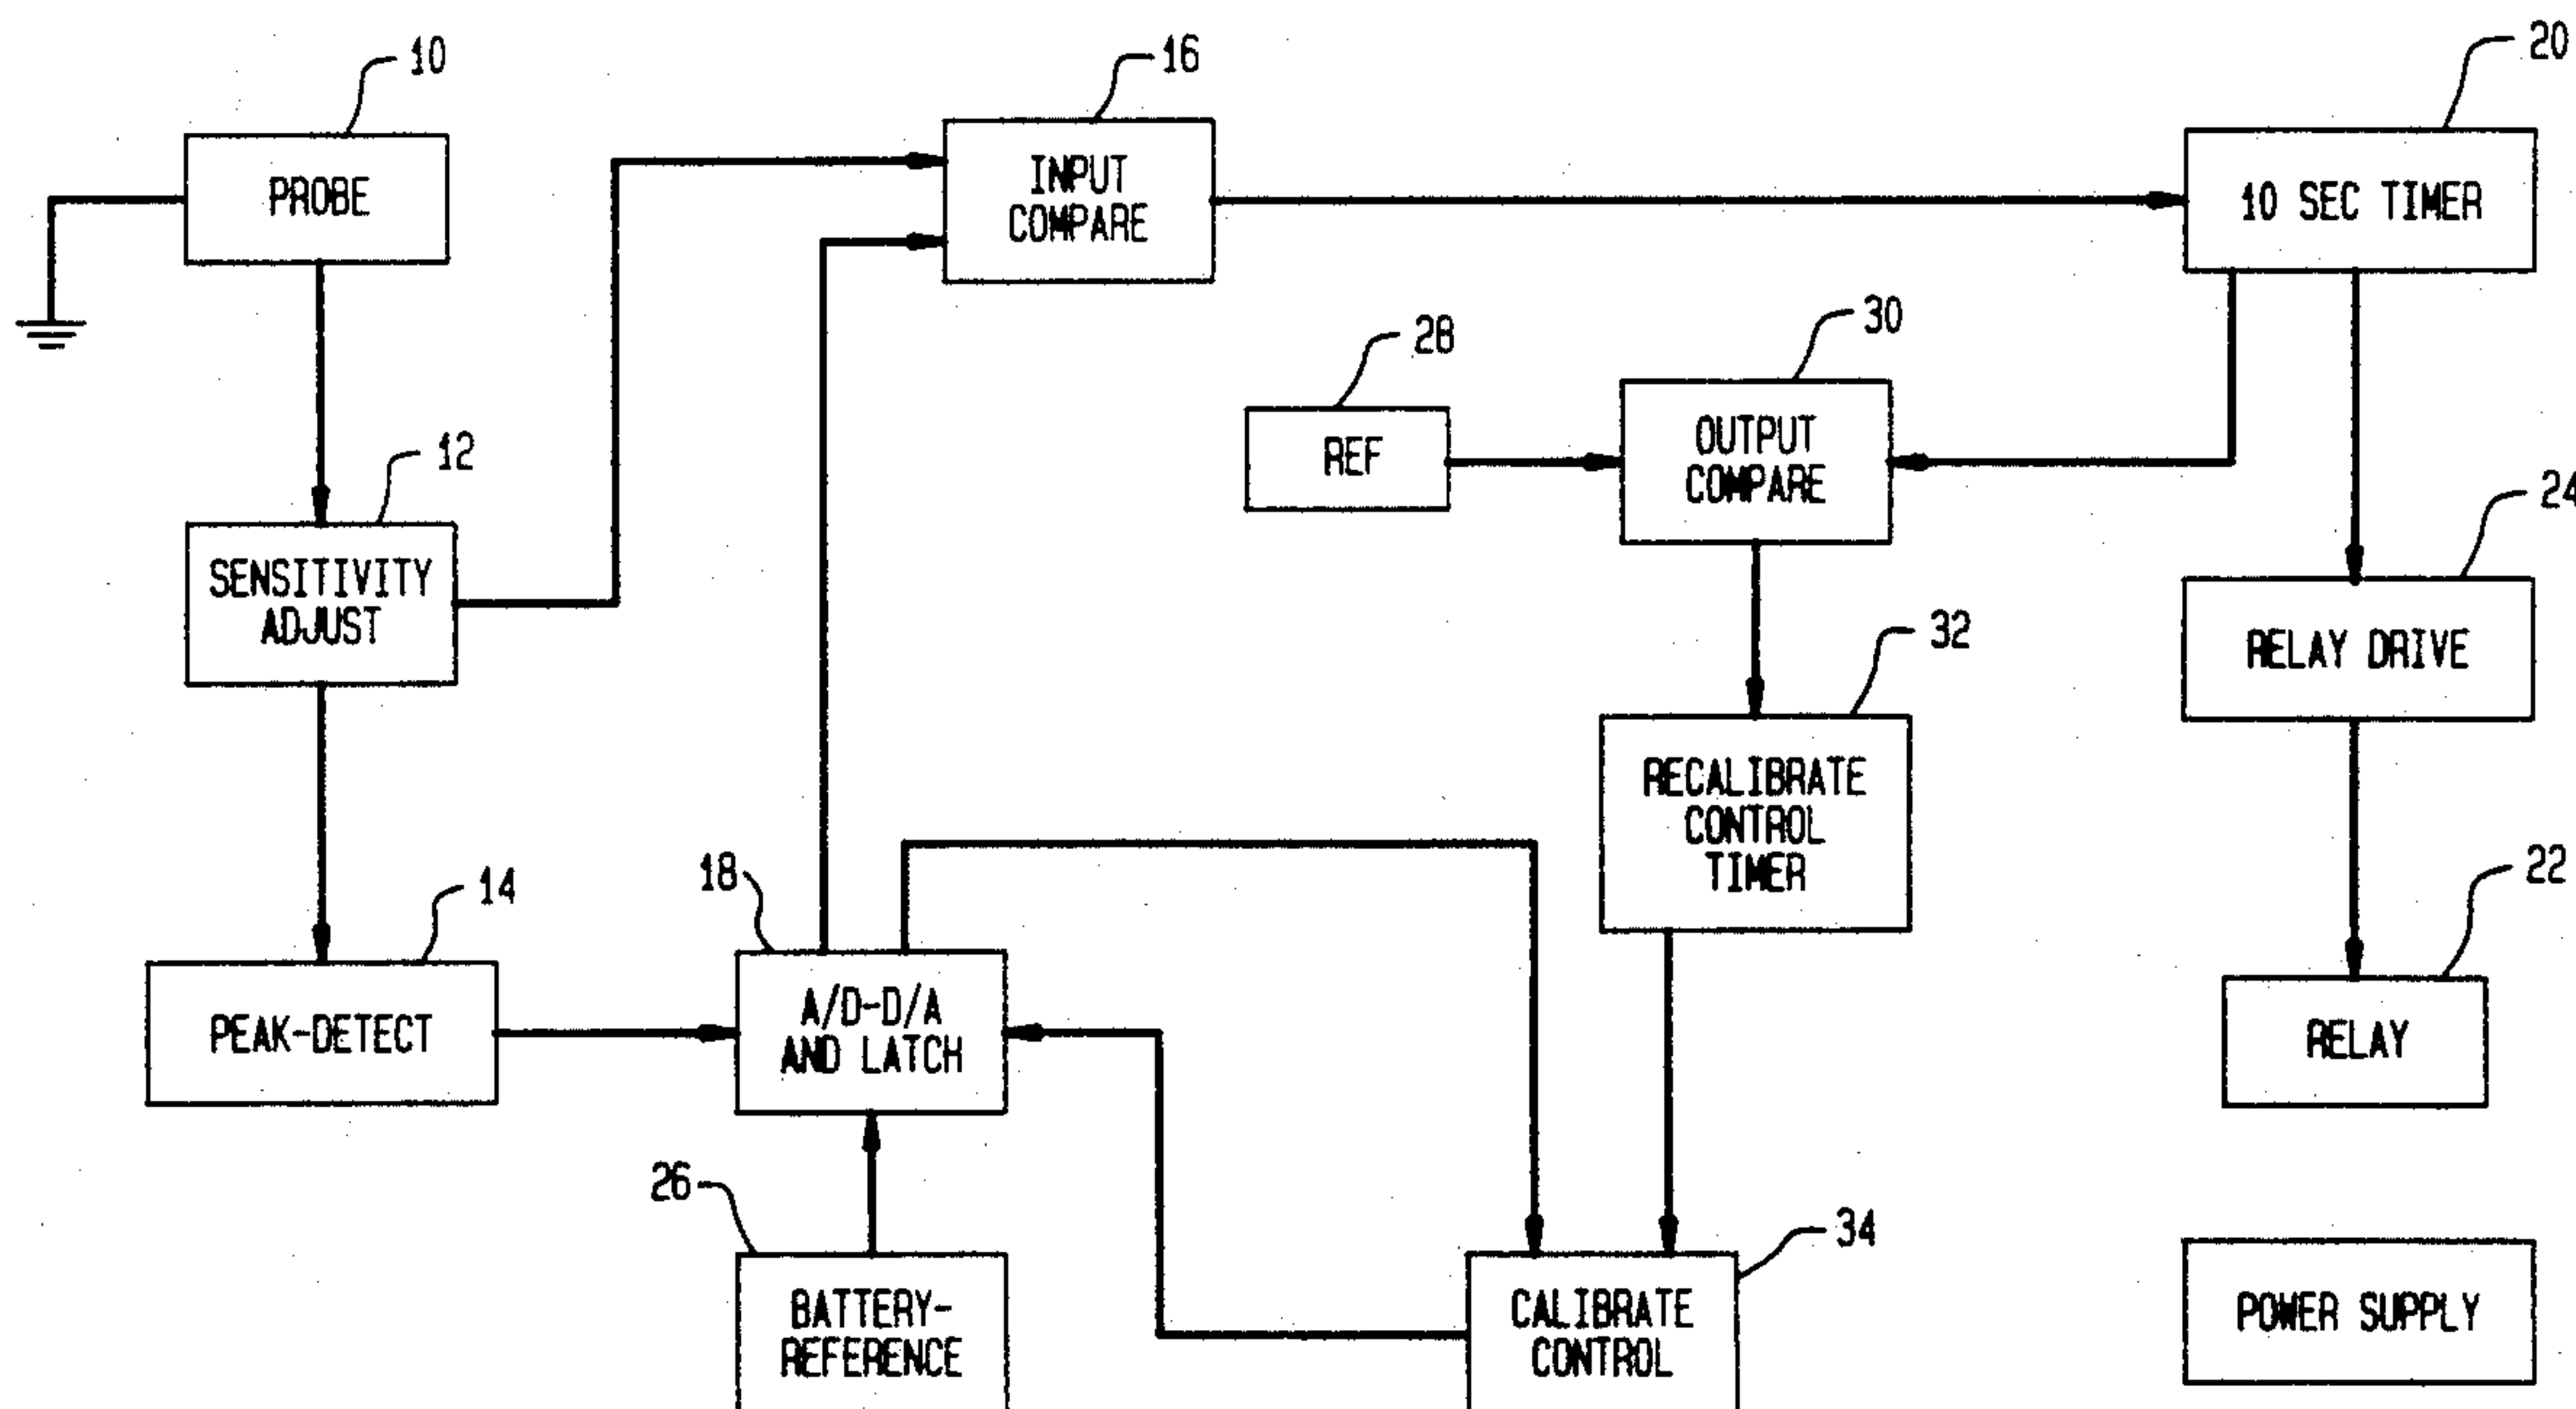 10
PROBE
16
INPUT
COMPARE
20
10 SEC TIMER
12
SENSITIVITY
ADJUST
28
REF
30
OUTPUT
COMPARE
24
RELAY DRIVE
32
RECALIBRATE
CONTROL
TIMER
14
PEAK-DETECT
18
A/D-D/A
AND LATCH
22
RELAY
26
BATTERY-
REFERENCE
34
CALIBRATE
CONTROL
POWER SUPPLY